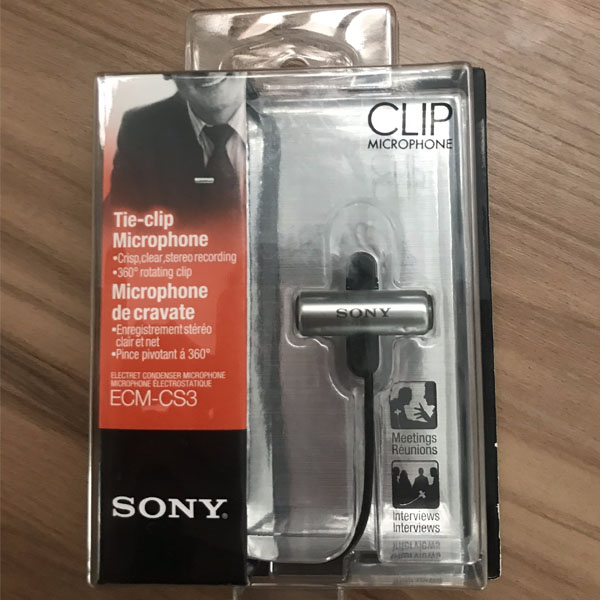 CLIP
MICROPHONE
Tie-clip
Microphone
•Crisp,clear,stereo recording
•360° rotating clip
Microphone
de cravate
•Enregistrement stéréo
clair et net
•Pince pivotant à 360°
ELECTRET CONDENSER MICROPHONE
MICROPHONE ÉLECTROSTATIQUE
ECM-CS3
SONY
SONY
Meetings
Réunions
Interviews
Interviews